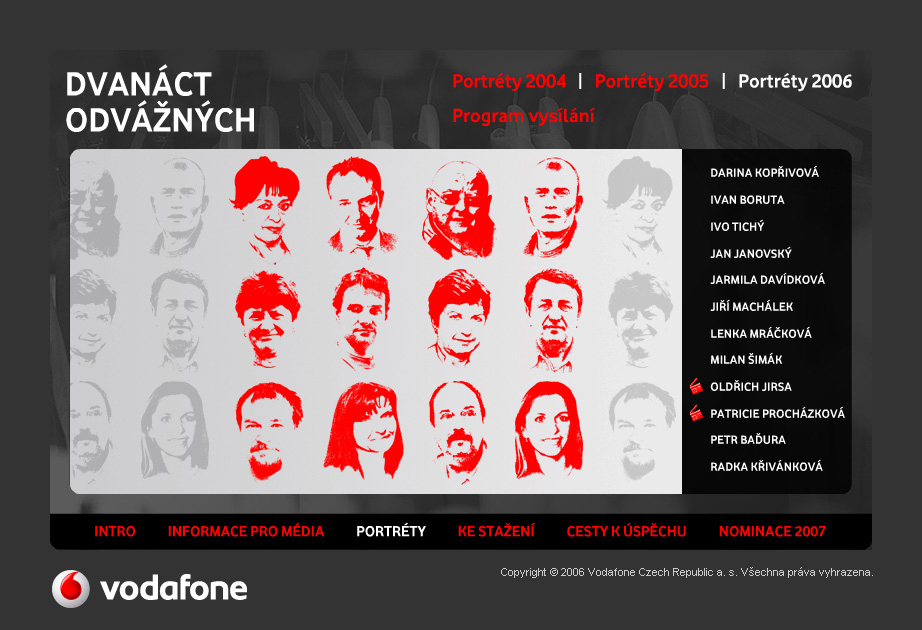 DVANÁCT
ODVÁŽNÝCH
Portréty 2004 | Portréty 2005 | Portréty 2006
Program vysílání
DARINA KOPŘIVOVÁ
IVAN BORUTA
IVO TICHÝ
JAN JANOVSKÝ
JARMILA DAVÍDKOVÁ
JIŘÍ MACHÁLEK
LENKA MRÁČKOVÁ
MILAN ŠIMÁK
OLDŘICH JIRSA
PATRICIE PROCHÁZKOVÁ
PETR BAĎURA
RADKA KŘIVÁNKOVÁ
INTRO INFORMACE PRO MÉDIA PORTRÉTY KE STAŽENÍ CESTY K ÚSPĚCHU NOMINACE 2007
Copyright © 2006 Vodafone Czech Republic a. s. Všechna práva vyhrazena.
vodafone